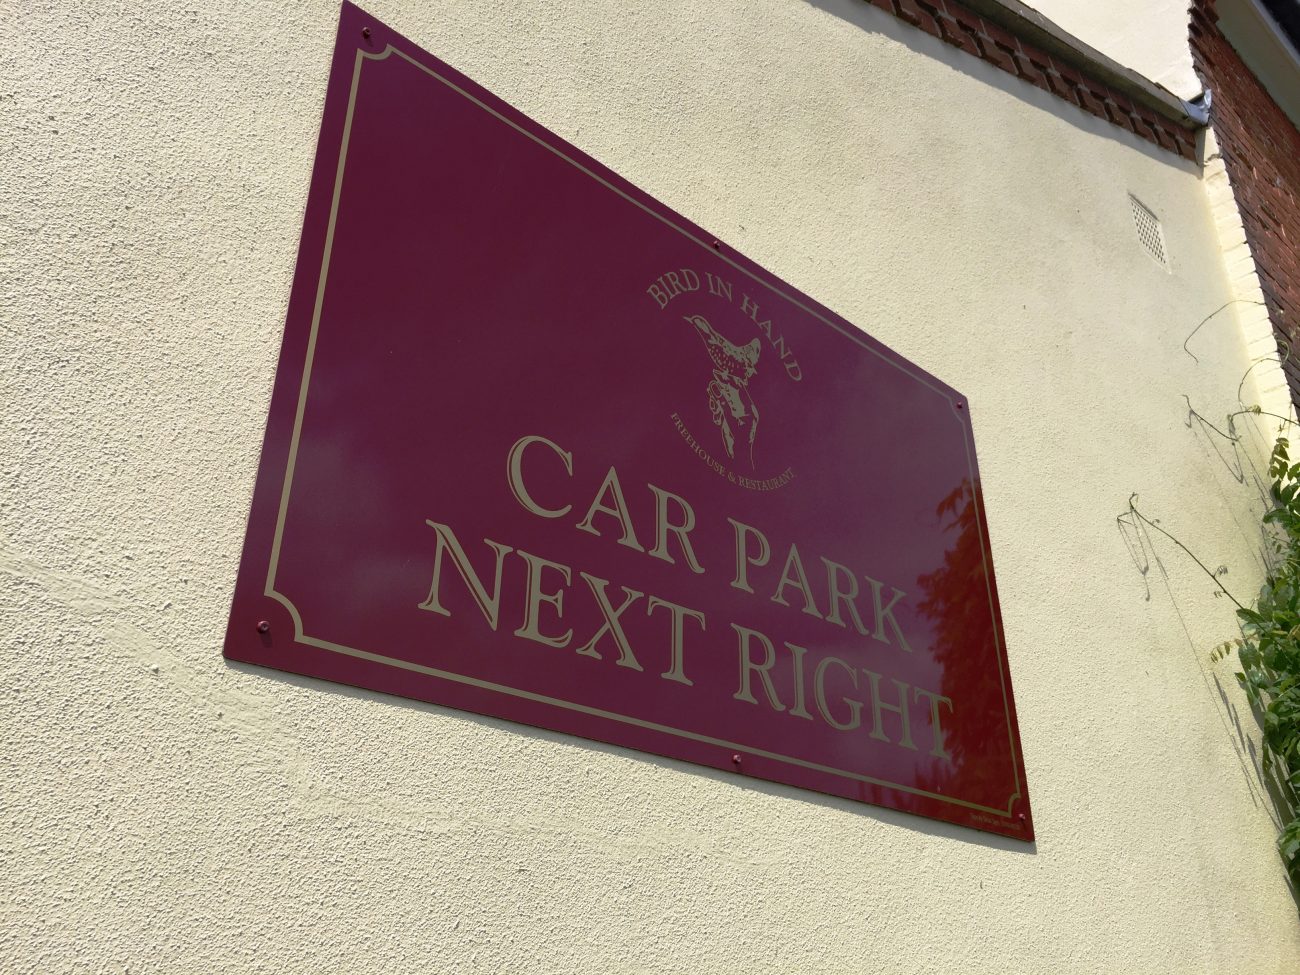 BIRD IN HAND
FREEHOUSE & RESTAURANT
CAR PARK
NEXT RIGHT